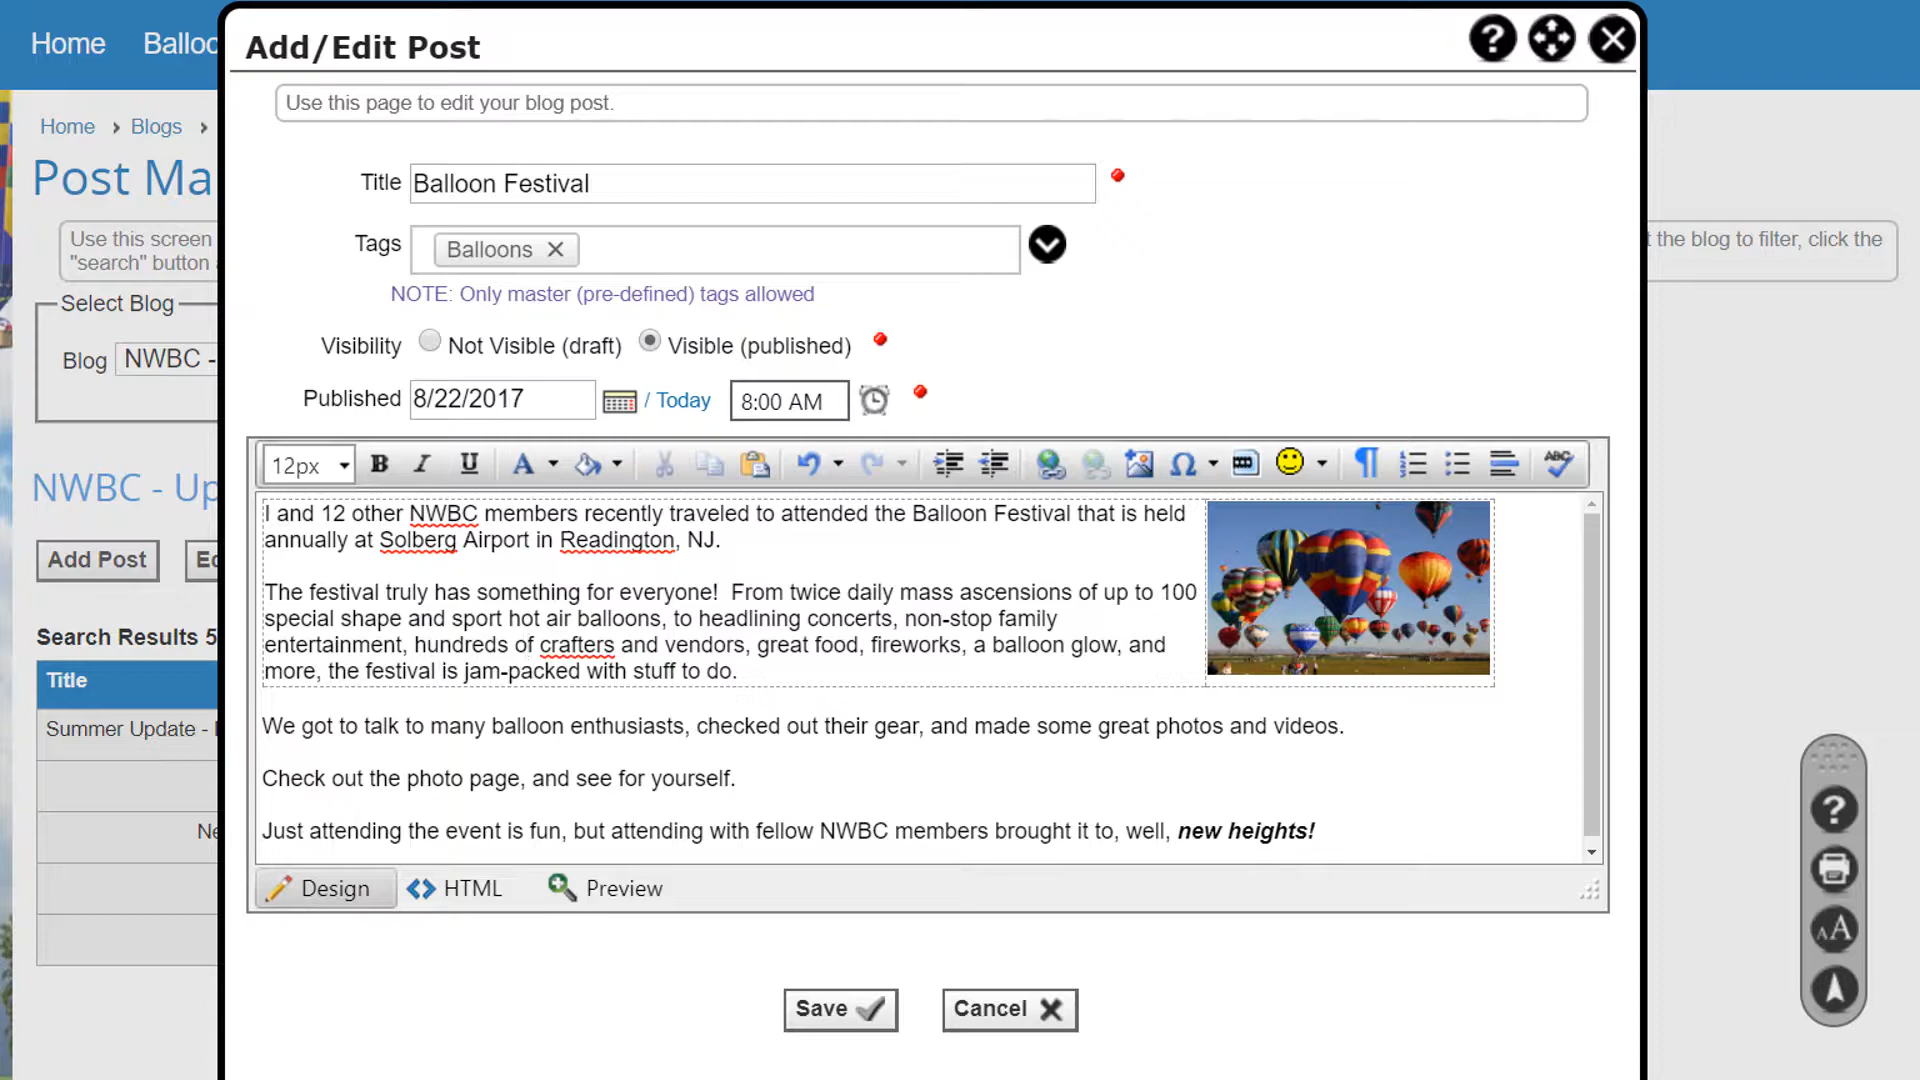 Home Balloo
Add/Edit Post
Use this page to edit your blog post.
Home › Blogs ›
Post Ma
Use this screen
"search" button
t the blog to filter, click the
Select Blog
Blog NWBC -
NWBC - Up
Add Post
Ed
Search Results 5
Title
Summer Update -
Ne
Title Balloon Festival
Tags Balloons
NOTE: Only master (pre-defined) tags allowed
Visibility Not Visible (draft) Visible (published)
Published 8/22/2017 / Today 8:00 AM
12px B I U A Ω ¶ ABC
I and 12 other NWBC members recently traveled to attended the Balloon Festival that is held
annually at Solberg Airport in Readington, NJ.
The festival truly has something for everyone! From twice daily mass ascensions of up to 100
special shape and sport hot air balloons, to headlining concerts, non-stop family
entertainment, hundreds of crafters and vendors, great food, fireworks, a balloon glow, and
more, the festival is jam-packed with stuff to do.
We got to talk to many balloon enthusiasts, checked out their gear, and made some great photos and videos.
Check out the photo page, and see for yourself.
Just attending the event is fun, but attending with fellow NWBC members brought it to, well, new heights!
Design HTML Preview
Save Cancel
AA